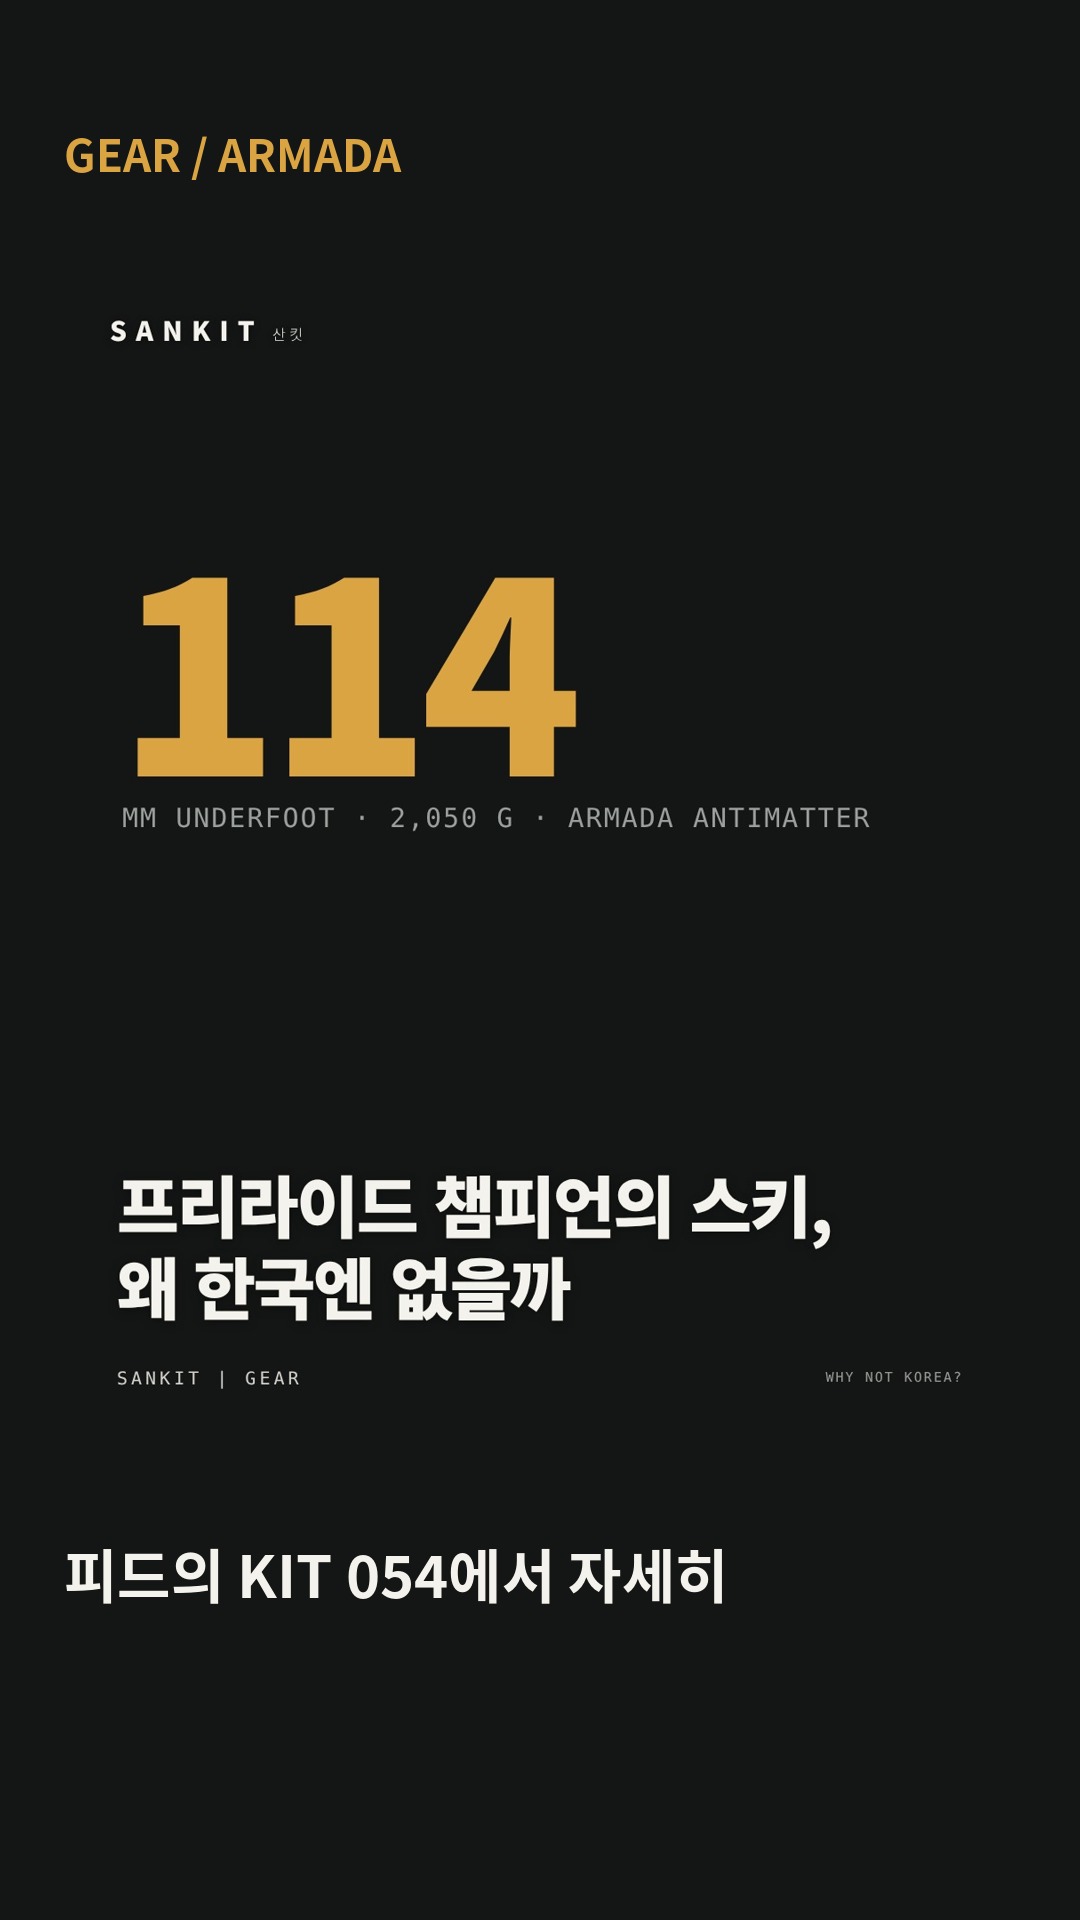 GEAR / ARMADA
SANKIT 산킷
114
MM UNDERFOOT · 2,050 G · ARMADA ANTIMATTER
프리라이드 챔피언의 스키,
왜 한국엔 없을까
SANKIT | GEAR
WHY NOT KOREA?
피드의 KIT 054에서 자세히